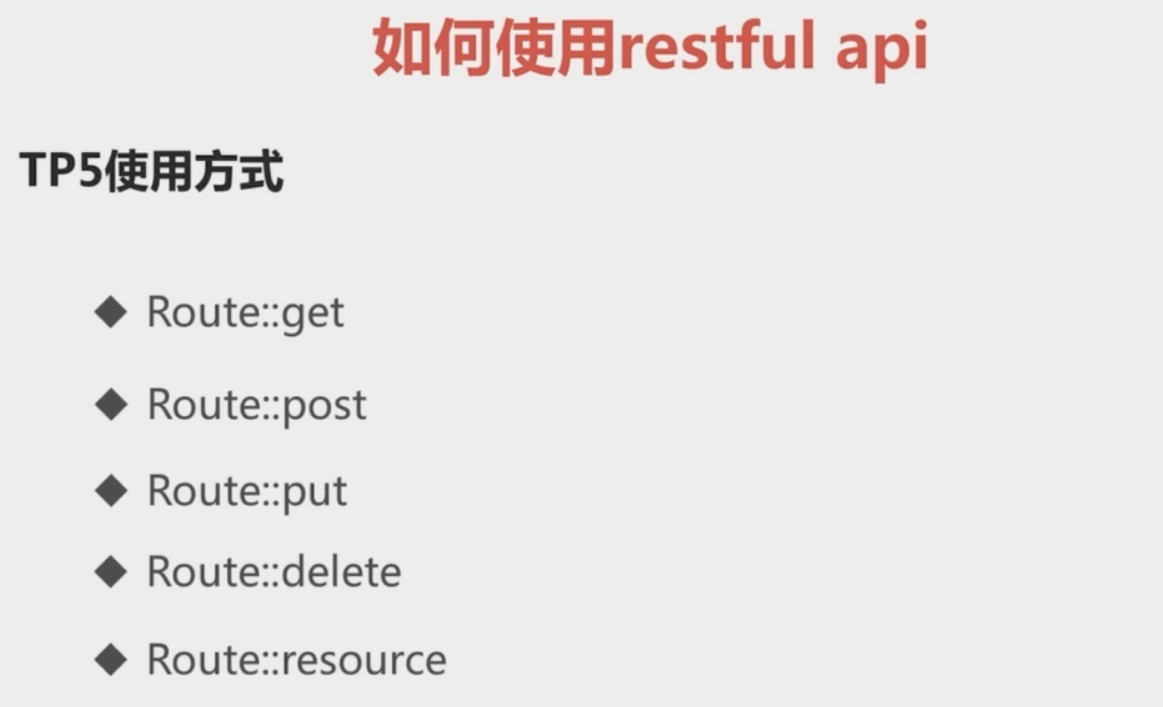 如何使用restful api
TP5使用方式
◆ Route::get
◆ Route::post
◆ Route::put
◆ Route::delete
◆ Route::resource